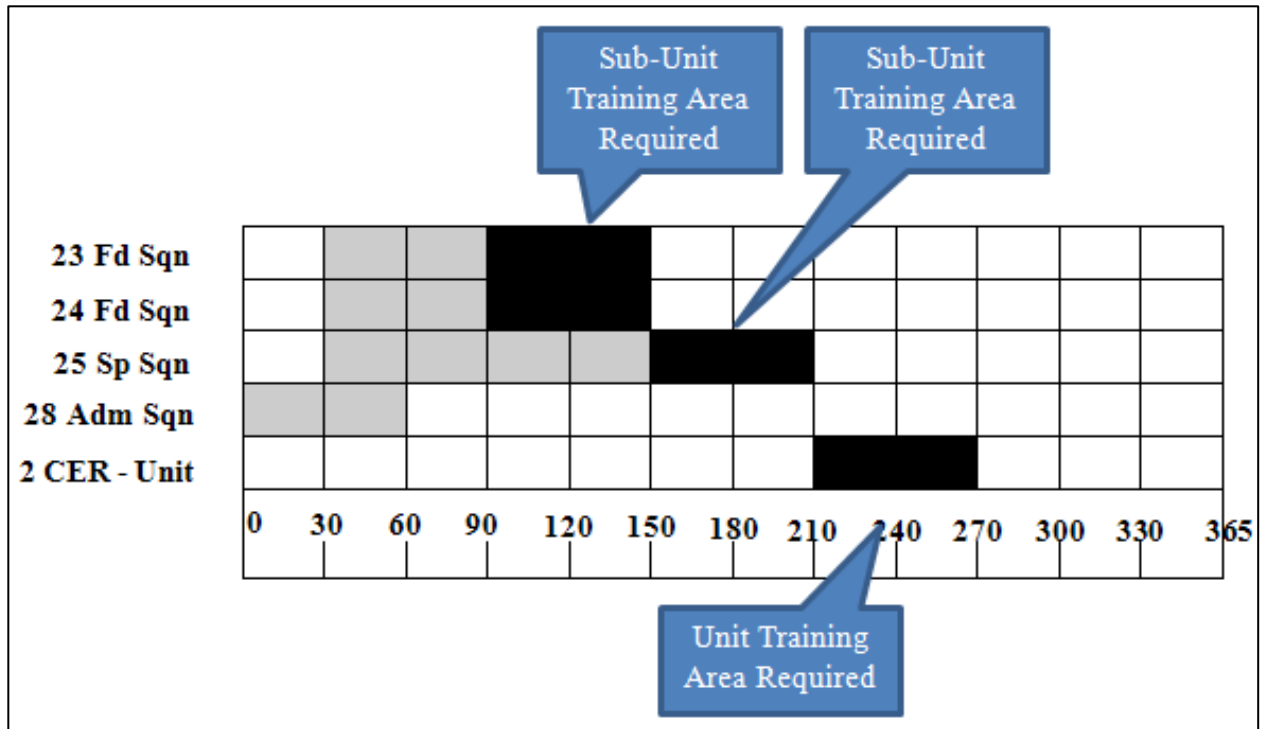 Sub-Unit
Training Area
Required
Sub-Unit
Training Area
Required
23 Fd Sqn
24 Fd Sqn
25 Sp Sqn
28 Adm Sqn
2 CER - Unit
0 30 60 90 120 150 180 210 240 270 300 330 365
Unit Training
Area Required